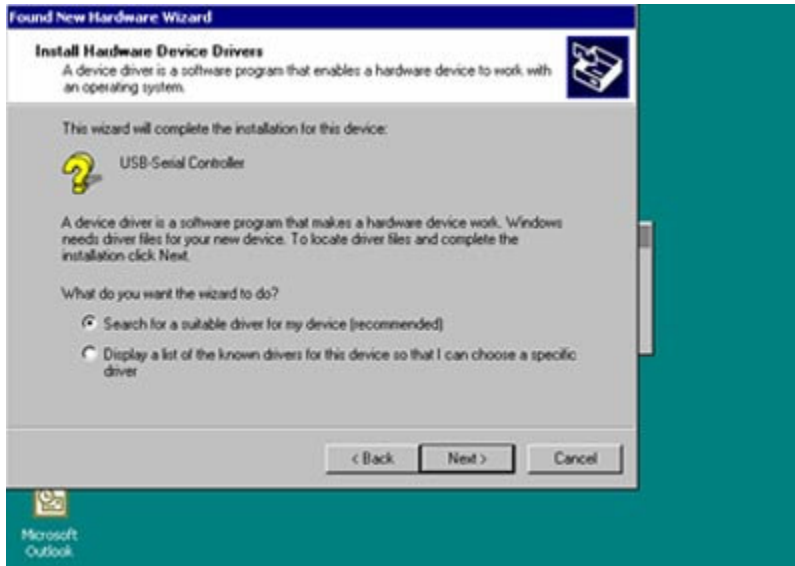 Found New Hardware Wizard
Install Hardware Device Drivers
A device driver is a software program that enables a hardware device to work with
an operating system.
This wizard will complete the installation for this device:
USB-Serial Controller
A device driver is a software program that makes a hardware device work. Windows
needs driver files for your new device. To locate driver files and complete the
installation click Next.
What do you want the wizard to do?
Search for a suitable driver for my device (recommended)
Display a list of the known drivers for this device so that I can choose a specific
driver
< Back
Next >
Cancel
Microsoft
Outlook